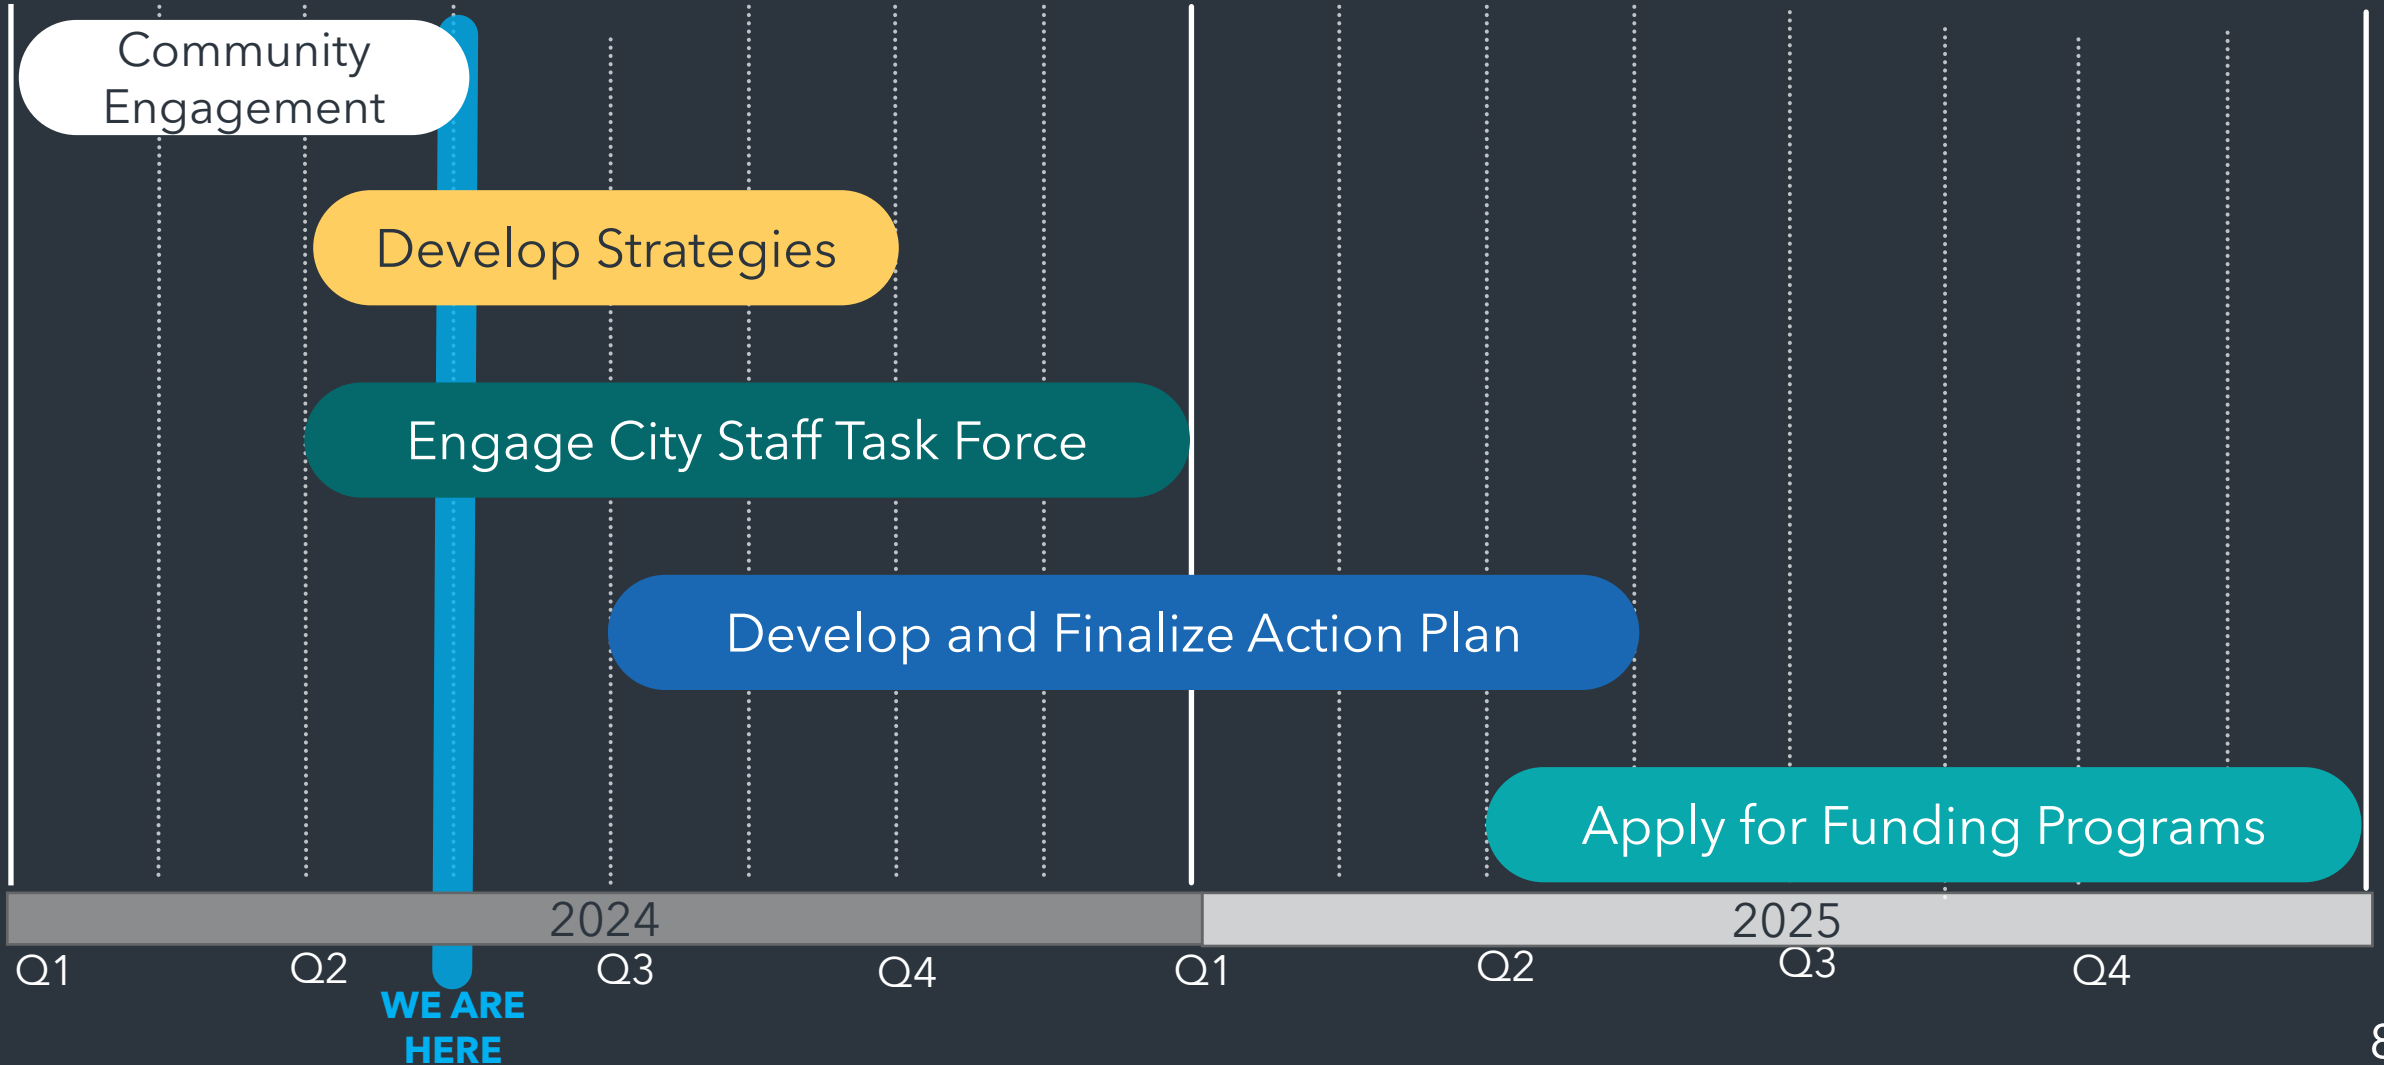 Community
Engagement
Develop Strategies
Engage City Staff Task Force
Develop and Finalize Action Plan
Apply for Funding Programs
2024
2025
Q1
Q2
Q3
Q4
Q1
Q2
Q3
Q4
WE ARE
HERE
8